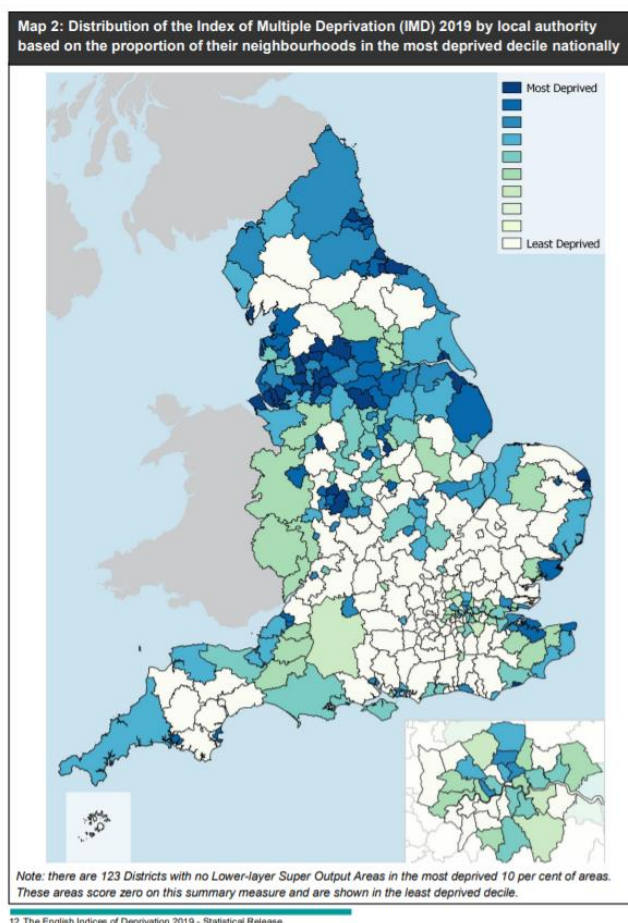 Map 2: Distribution of the Index of Multiple Deprivation (IMD) 2019 by local authority
based on the proportion of their neighbourhoods in the most deprived decile nationally
Most Deprived
Least Deprived
Note: there are 123 Districts with no Lower-layer Super Output Areas in the most deprived 10 per cent of areas.
These areas score zero on this summary measure and are shown in the least deprived decile.
12 The English Indices of Deprivation 2019 - Statistical Release